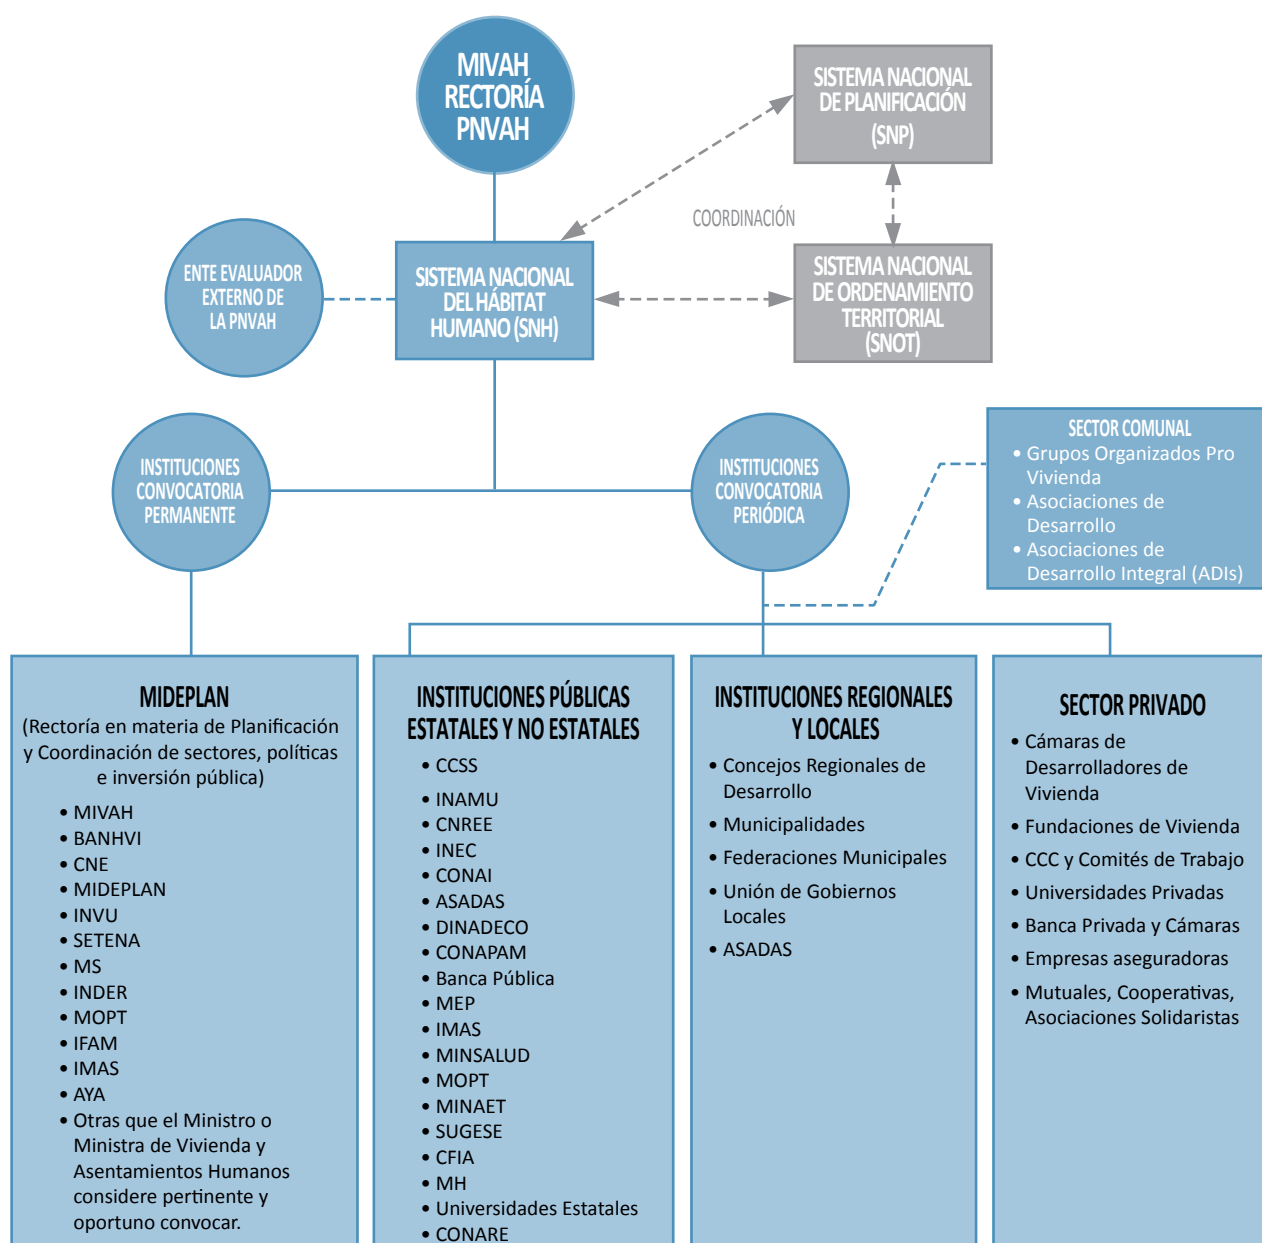 MIVAH
RECTORÍA
PNVAH
SISTEMA NACIONAL
DE PLANIFICACIÓN
(SNP)
COORDINACIÓN
ENTE EVALUADOR
EXTERNO DE
LA PNVAH
SISTEMA NACIONAL
DEL HÁBITAT
HUMANO (SNH)
SISTEMA NACIONAL
DE ORDENAMIENTO
TERRITORIAL
(SNOT)
INSTITUCIONES
CONVOCATORIA
PERMANENTE
INSTITUCIONES
CONVOCATORIA
PERIÓDICA
SECTOR COMUNAL
• Grupos Organizados Pro
Vivienda
• Asociaciones de
Desarrollo
• Asociaciones de
Desarrollo Integral (ADIs)
MIDEPLAN
(Rectoría en materia de Planificación
y Coordinación de sectores, políticas
e inversión pública)
• MIVAH
• BANHVI
• CNE
• MIDEPLAN
• INVU
• SETENA
• MS
• INDER
• MOPT
• IFAM
• IMAS
• AYA
• Otras que el Ministro o
Ministra de Vivienda y
Asentamientos Humanos
considere pertinente y
oportuno convocar.
INSTITUCIONES PÚBLICAS
ESTATALES Y NO ESTATALES
• CCSS
• INAMU
• CNREE
• INEC
• CONAI
• ASADAS
• DINADECO
• CONAPAM
• Banca Pública
• MEP
• IMAS
• MINSALUD
• MOPT
• MINAET
• SUGESE
• CFIA
• MH
• Universidades Estatales
• CONARE
INSTITUCIONES REGIONALES
Y LOCALES
• Concejos Regionales de
Desarrollo
• Municipalidades
• Federaciones Municipales
• Unión de Gobiernos
Locales
• ASADAS
SECTOR PRIVADO
• Cámaras de
Desarrolladores de
Vivienda
• Fundaciones de Vivienda
• CCC y Comités de Trabajo
• Universidades Privadas
• Banca Privada y Cámaras
• Empresas aseguradoras
• Mutuales, Cooperativas,
Asociaciones Solidaristas